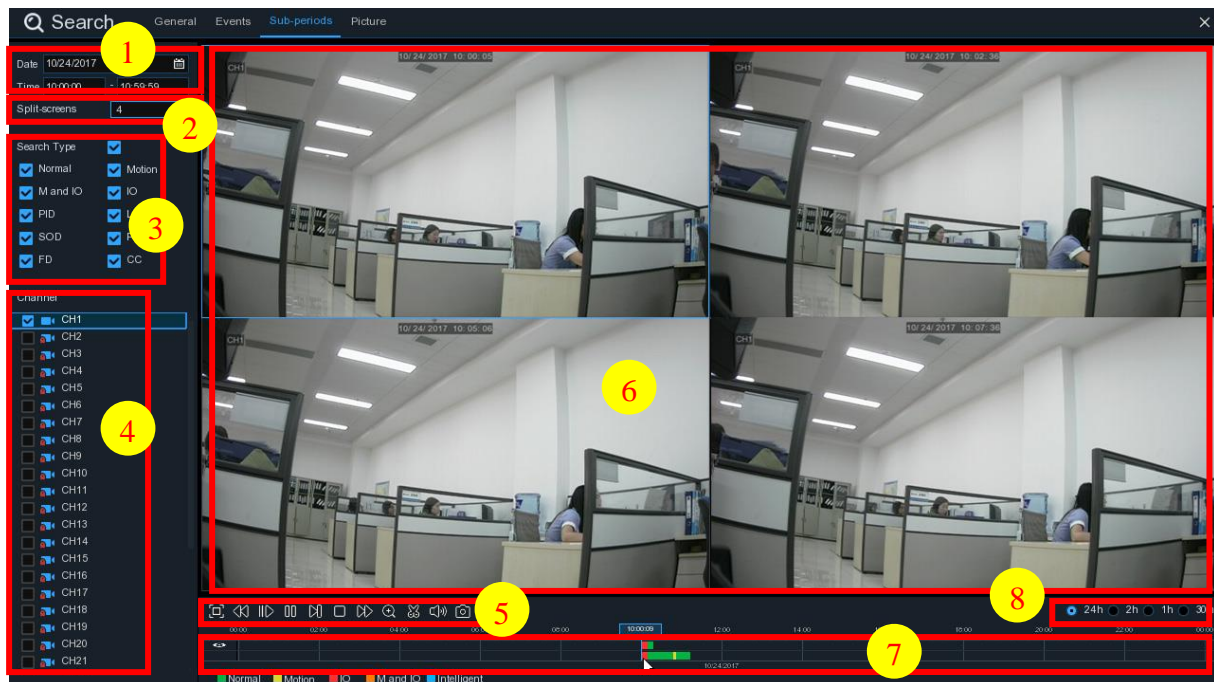 Search General Events Sub-periods Picture
1
Date 10/24/2017
Time 10:00:00 - 10:59:59
Split-screens 4
2
Search Type
Normal Motion
M and IO IO
PID
SOD
3
FD CC
Channel
CH1
CH2
CH3
CH4
CH5
CH6
CH7
CH8
CH9
CH10
CH11
CH12
CH13
CH14
CH15
CH16
CH17
CH18
CH19
CH20
CH21
4
10/24/2017 10:00:05
CH1
10/24/2017 10:02:36
CH1
10/24/2017 10:05:06
CH1
10/24/2017 10:07:36
CH1
6
5
8
24h 2h 1h
00:00 02:00 04:00 08:00 10:00:09 12:00 14:00 18:00 20:00 22:00
7
10/24/2017
Normal Motion IO M and IO Intelligent